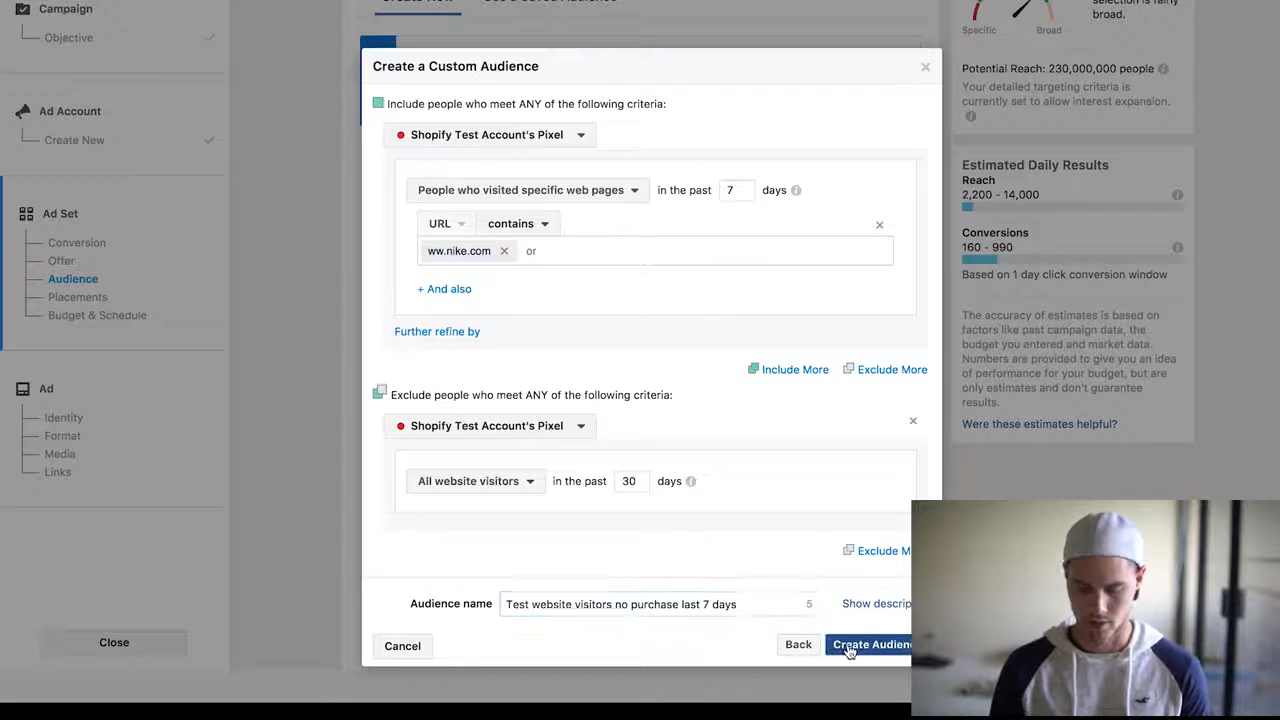 Campaign
Objective
Ad Account
Create New
Ad Set
Conversion
Offer
Audience
Placements
Budget & Schedule
Ad
Identity
Format
Media
Links
Close
Create a Custom Audience
Include people who meet ANY of the following criteria:
Shopify Test Account's Pixel
People who visited specific web pages in the past 7 days
URL contains
ww.nike.com or
+ And also
Further refine by
Include More Exclude More
Exclude people who meet ANY of the following criteria:
Shopify Test Account's Pixel
All website visitors in the past 30 days
Exclude M
Audience name Test website visitors no purchase last 7 days 5 Show descrip
Cancel Back Create Audien
selection is fairly
broad.
Specific Broad
Potential Reach: 230,000,000 people
Your detailed targeting criteria is
currently set to allow interest expansion.
Estimated Daily Results
Reach
2,200 - 14,000
Conversions
160 - 990
Based on 1 day click conversion window
The accuracy of estimates is based on
factors like past campaign data, the
budget you entered and market data.
Numbers are provided to give you an idea
of performance for your budget, but are
only estimates and don't guarantee
results.
Were these estimates helpful?